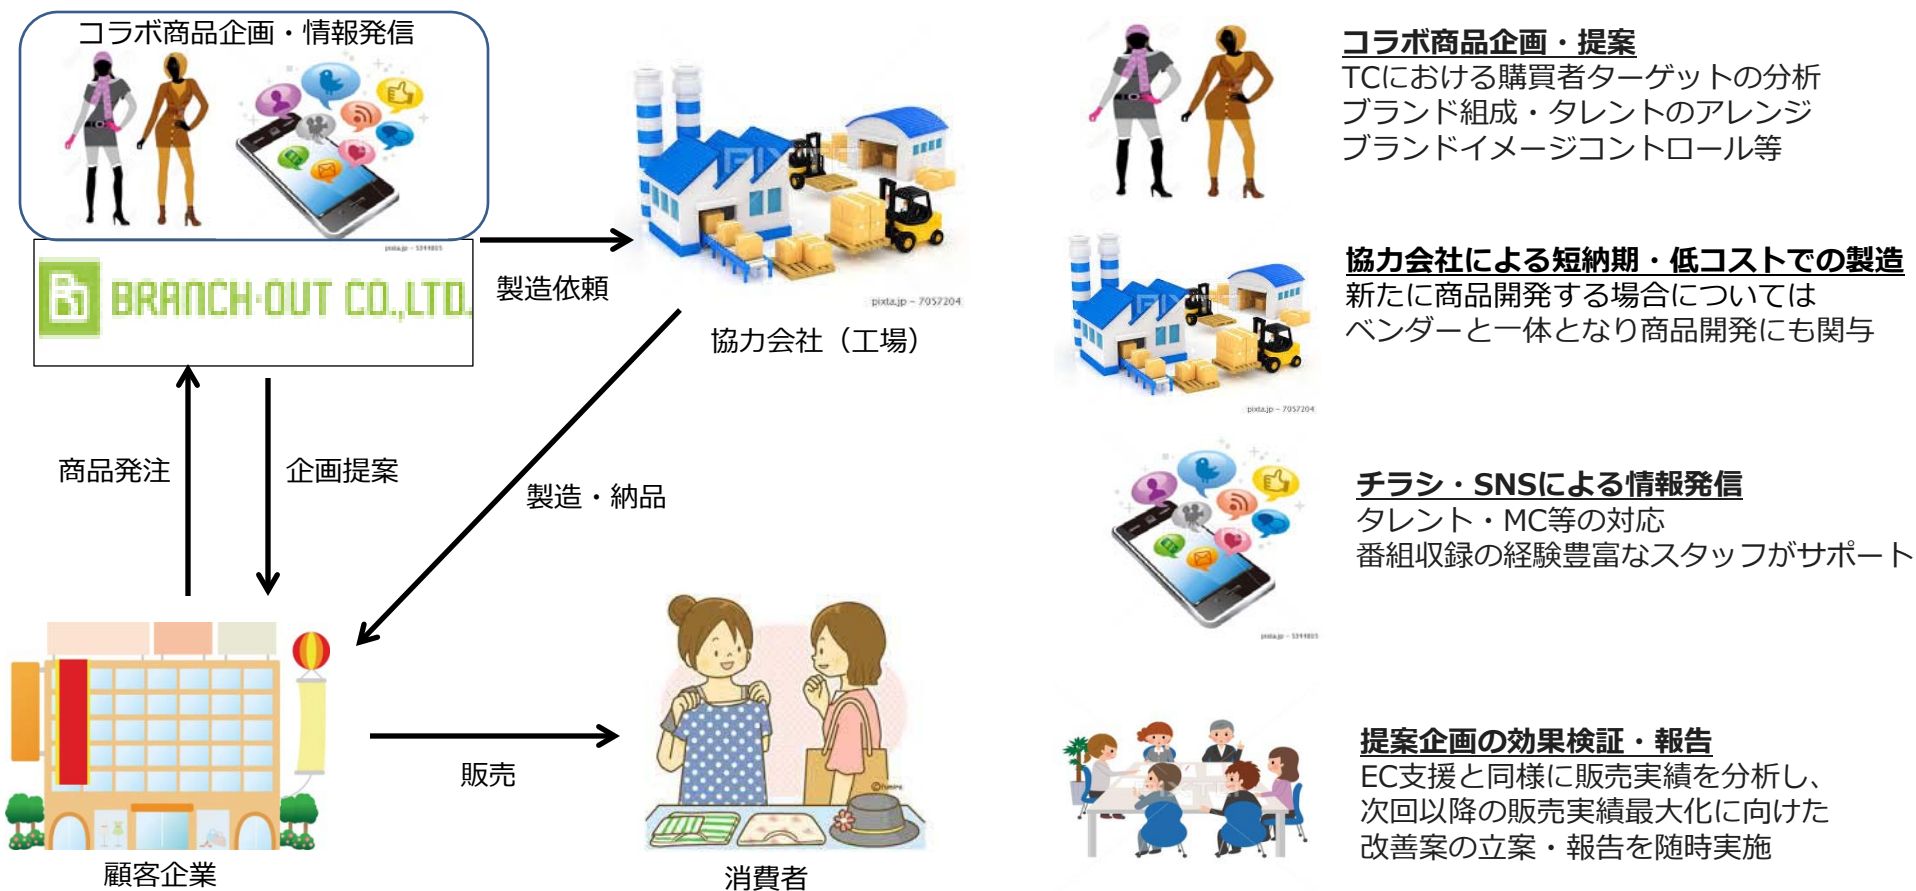 コラボ商品企画・情報発信
pixta.jp - 5344805
BRANCH·OUT CO.,LTD.
製造依頼
pixta.jp - 7057204
協力会社（工場）
商品発注
企画提案
製造・納品
販売
顧客企業
消費者
コラボ商品企画・提案
TCにおける購買者ターゲットの分析
ブランド組成・タレントのアレンジ
ブランドイメージコントロール等
協力会社による短納期・低コストでの製造
新たに商品開発する場合については
ベンダーと一体となり商品開発にも関与
pixta.jp - 7057204
チラシ・SNSによる情報発信
タレント・MC等の対応
番組収録の経験豊富なスタッフがサポート
pixta.jp - 5344805
提案企画の効果検証・報告
EC支援と同様に販売実績を分析し、
次回以降の販売実績最大化に向けた
改善案の立案・報告を随時実施